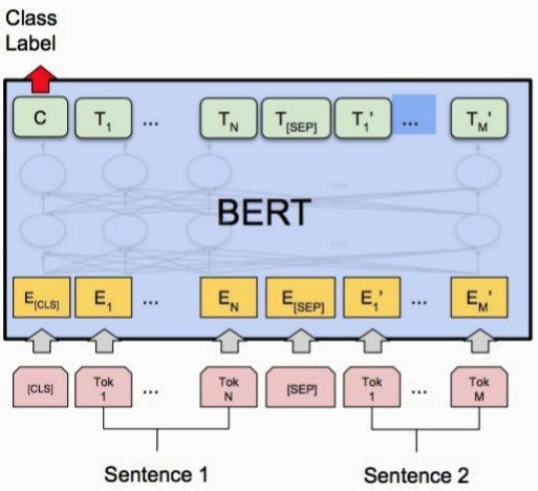 Class
Label
C T1 ... TN T[SEP] T1' ... TM'
...
BERT
...
E[CLS] E1 ... EN E[SEP] E1' ... EM'
[CLS] Tok 1 ... Tok N [SEP] Tok 1 ... Tok M
Sentence 1 Sentence 2